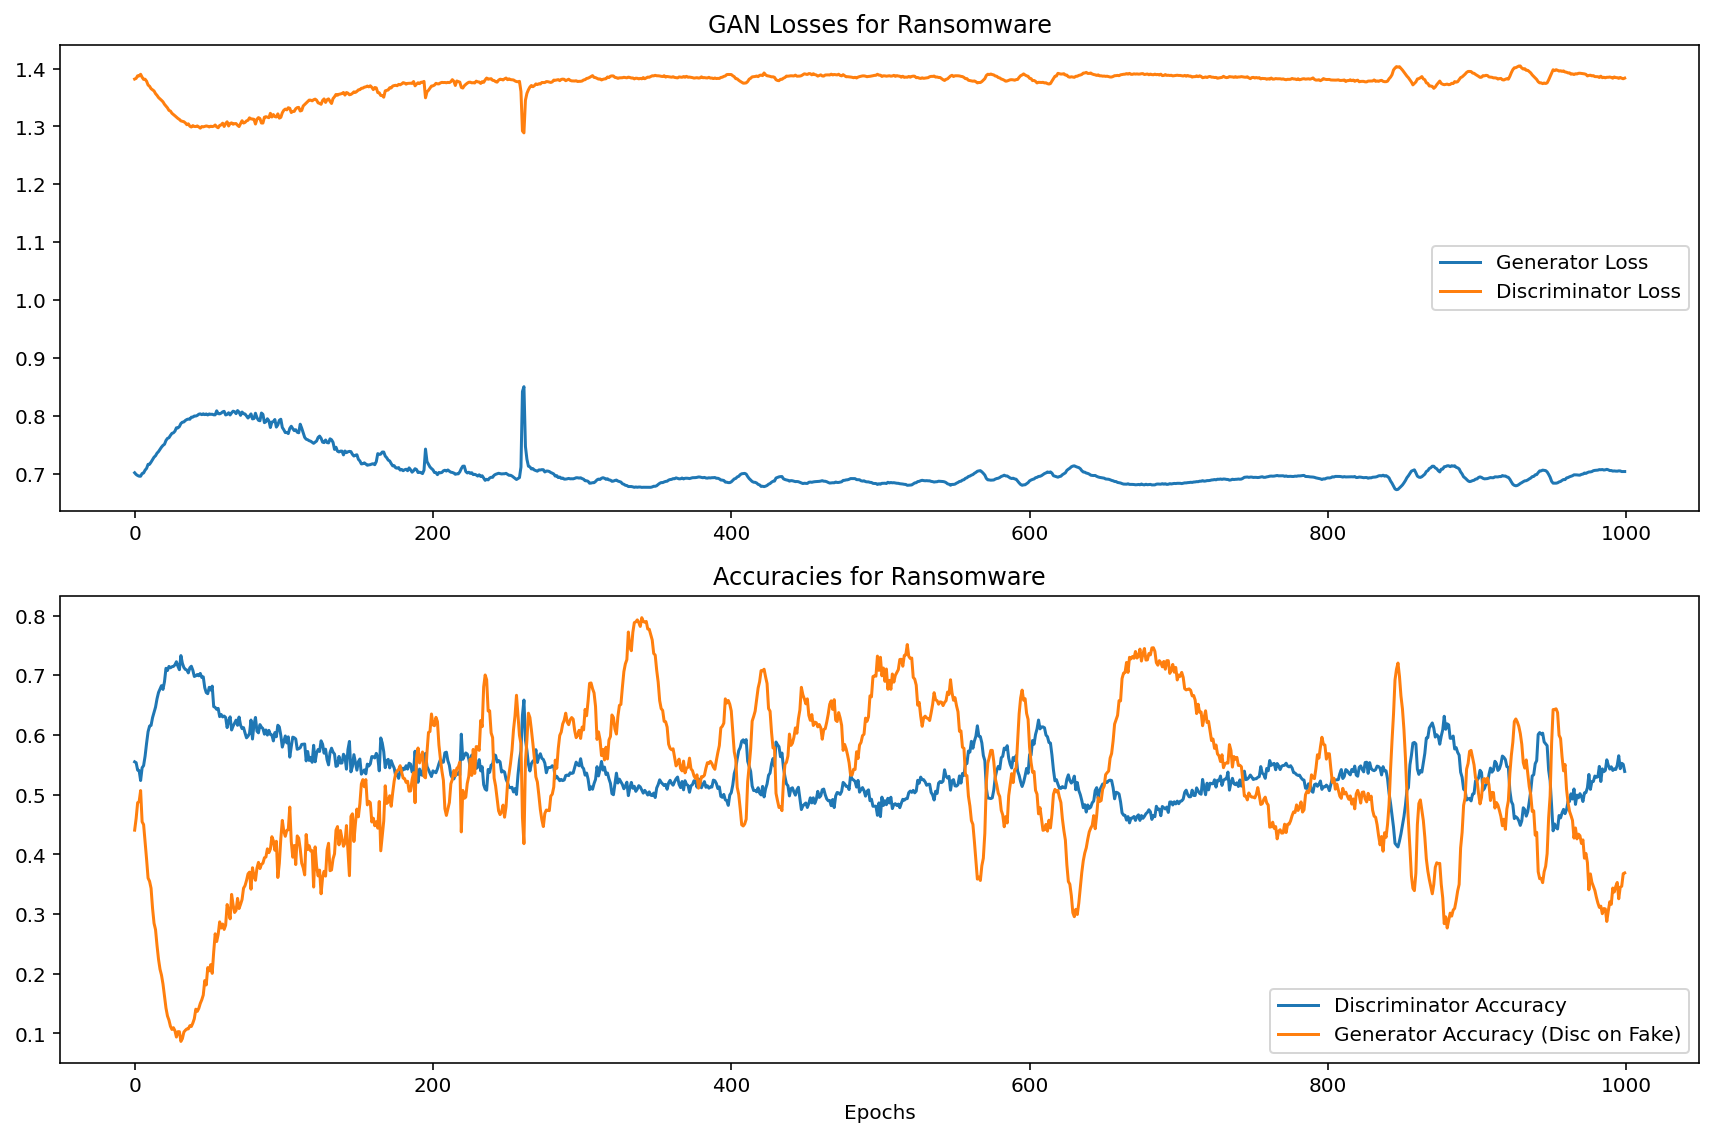 GAN Losses for Ransomware
1.4
1.3
1.2
1.1
1.0
0.9
0.8
0.7
Generator Loss
Discriminator Loss
0 200 400 600 800 1000
Accuracies for Ransomware
0.8
0.7
0.6
0.5
0.4
0.3
0.2
0.1
Discriminator Accuracy
Generator Accuracy (Disc on Fake)
0 200 400 600 800 1000
Epochs